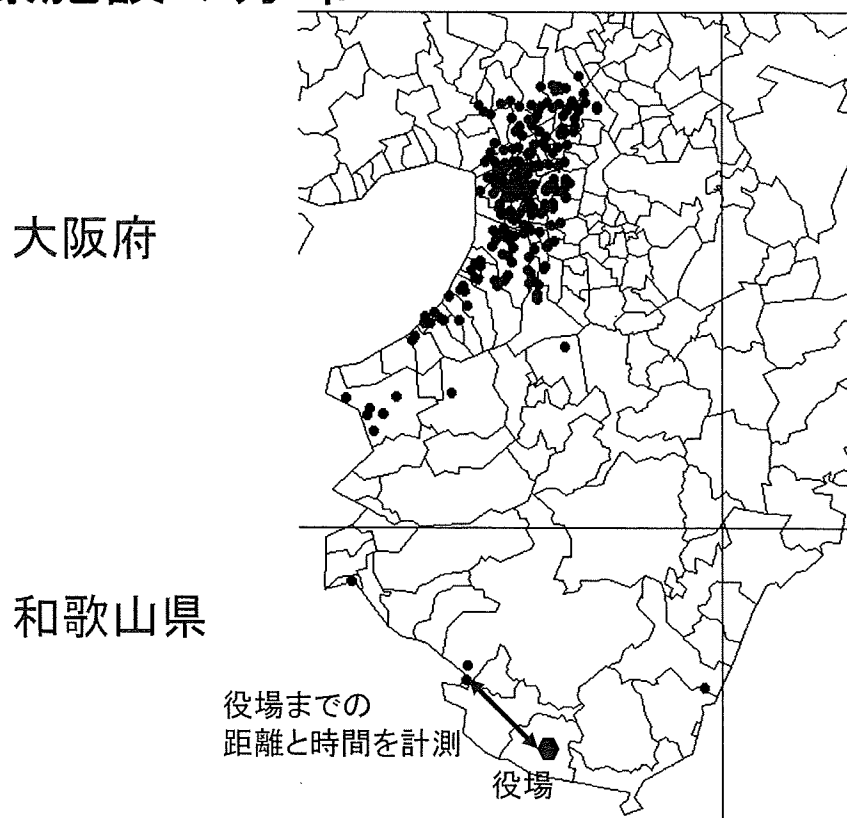 大阪府
和歌山県
役場までの
距離と時間を計測
役場